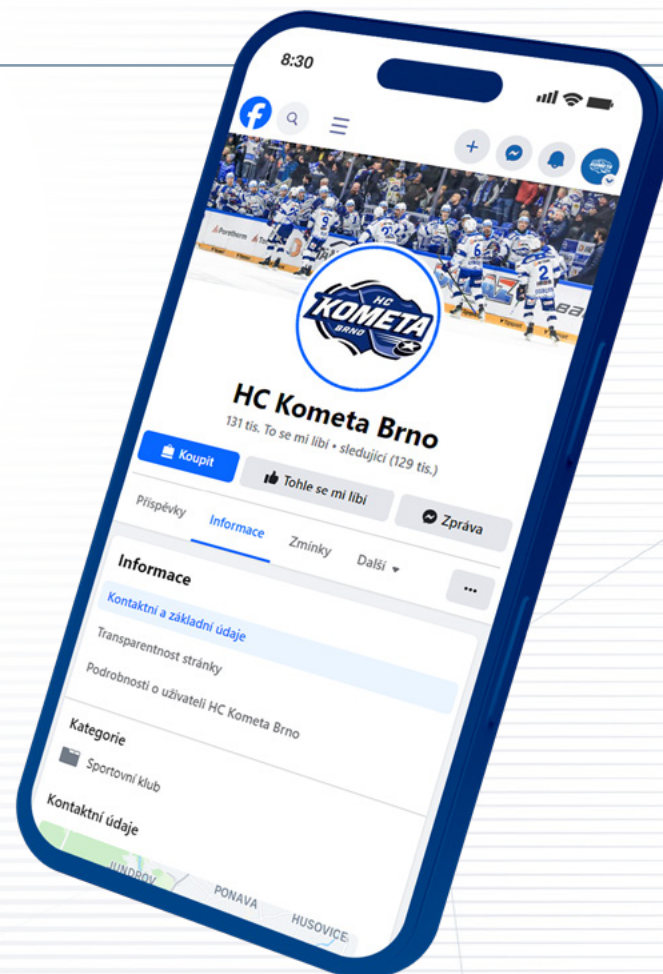 8:30
Porotherm
HC
KOMETA
BRNO
HC Kometa Brno
131 tis. To se mi líbí • sledující (129 tis.)
Koupit
Tohle se mi líbí
Zpráva
Příspěvky
Informace
Zmínky
Další
Informace
Kontaktní a základní údaje
Transparentnost stránky
Podrobnosti o uživateli HC Kometa Brno
Kategorie
Sportovní klub
Kontaktní údaje
JUNDROV
PONAVA
HUSOVICE